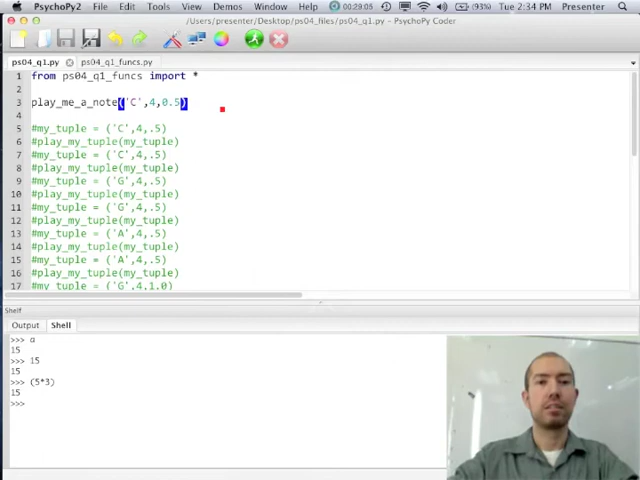 PsychoPy2 File Edit Tools View Demos Window Help 00:29:05 (93%) Tue 2:34 PM Presenter
/Users/presenter/Desktop/ps04_files/ps04_q1.py - PsychoPy Coder
ps04_q1.py ps04_q1_funcs.py
1 from ps04_q1_funcs import *
2
3 play_me_a_note('C',4,0.5)
4
5 #my_tuple = ('C',4,.5)
6 #play_my_tuple(my_tuple)
7 #my_tuple = ('C',4,.5)
8 #play_my_tuple(my_tuple)
9 #my_tuple = ('G',4,.5)
10 #play_my_tuple(my_tuple)
11 #my_tuple = ('G',4,.5)
12 #play_my_tuple(my_tuple)
13 #my_tuple = ('A',4,.5)
14 #play_my_tuple(my_tuple)
15 #my_tuple = ('A',4,.5)
16 #play_my_tuple(my_tuple)
17 #my_tuple = ('G',4,1.0)
Shelf
Output Shell
>>> a
15
>>> 15
15
>>> (5*3)
15
>>>